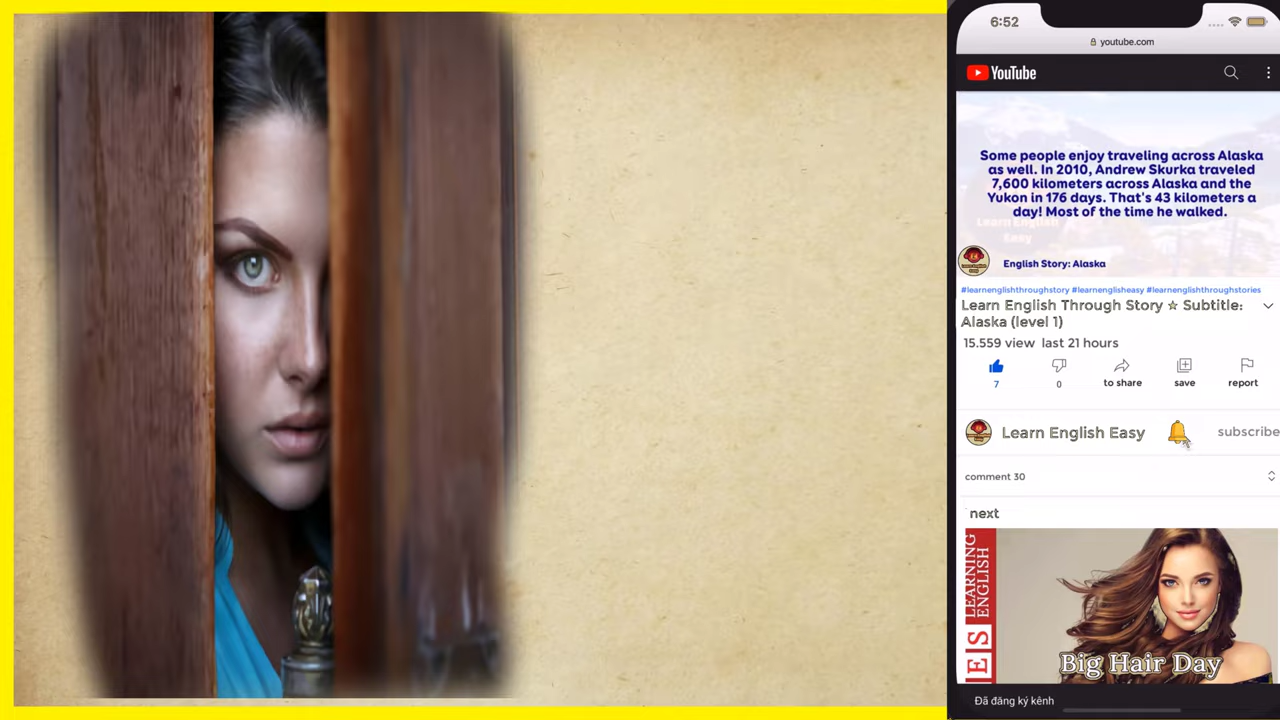 6:52
youtube.com
YouTube
Some people enjoy traveling across Alaska
as well. In 2010, Andrew Skurka traveled
7,600 kilometers across Alaska and the
Yukon in 176 days. That's 43 kilometers a
day! Most of the time he walked.
Learn English
Easy
English Story: Alaska
#learnenglishthroughstory #learnenglisheasy #learnenglishthroughstories
Learn English Through Story ★ Subtitle:
Alaska (level 1)
15.559 view last 21 hours
7
0
to share
save
report
Learn English Easy
subscribe
comment 30
next
LEARNING
ENGLISH
ES
Big Hair Day
Đã đăng ký kênh